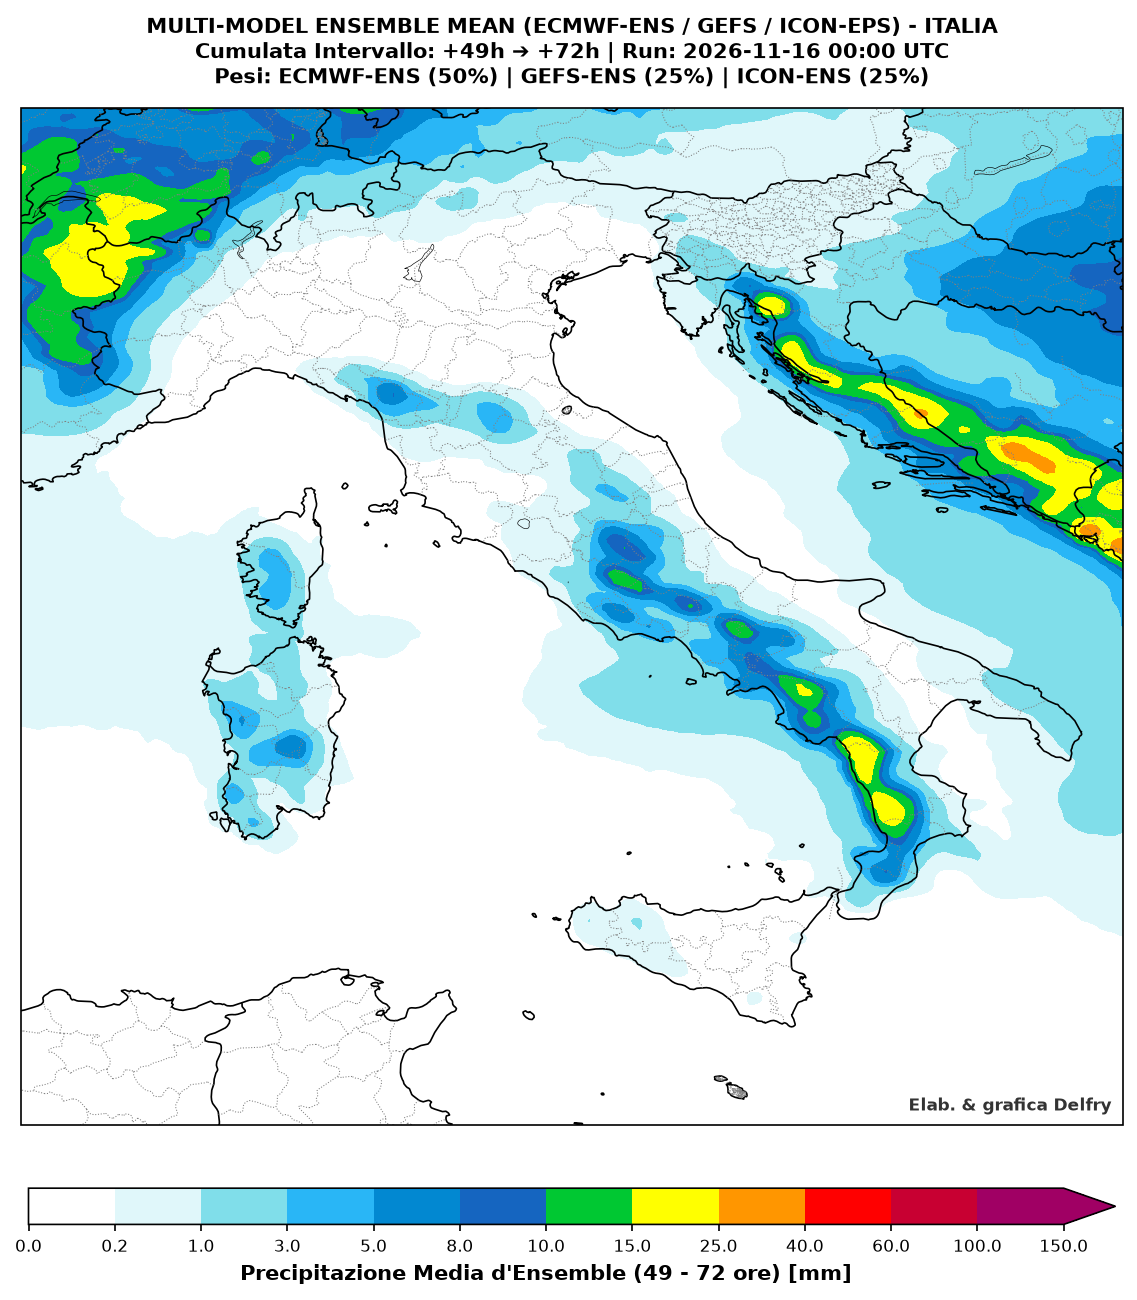 MULTI-MODEL ENSEMBLE MEAN (ECMWF-ENS / GEFS / ICON-EPS) - ITALIA
Cumulata Intervallo: +49h → +72h | Run: 2026-11-16 00:00 UTC
Pesi: ECMWF-ENS (50%) | GEFS-ENS (25%) | ICON-ENS (25%)
Elab. & grafica Delfry
0.0 0.2 1.0 3.0 5.0 8.0 10.0 15.0 25.0 40.0 60.0 100.0 150.0
Precipitazione Media d'Ensemble (49 - 72 ore) [mm]